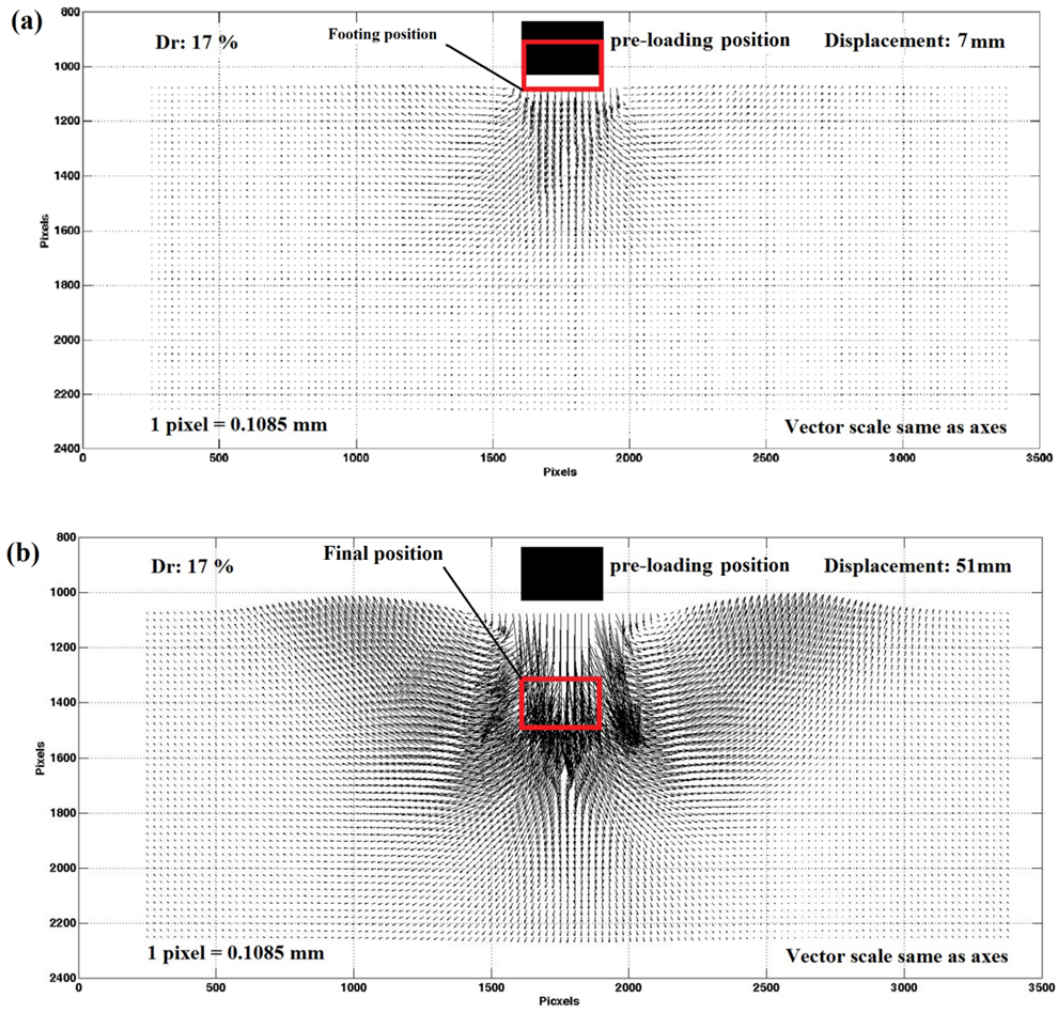 (a)
800
Dr: 17 %
Footing position
pre-loading position
Displacement: 7mm
1000
1200
1400
Pixels
1600
1800
2000
2200
1 pixel = 0.1085 mm
Vector scale same as axes
2400
0 500 1000 1500 2000 2500 3000 3500
Pixels
(b)
800
Dr: 17 %
Final position
pre-loading position
Displacement: 51mm
1000
1200
1400
Pixels
1600
1800
2000
2200
1 pixel = 0.1085 mm
Vector scale same as axes
2400
0 500 1000 1500 2000 2500 3000 3500
Picxels